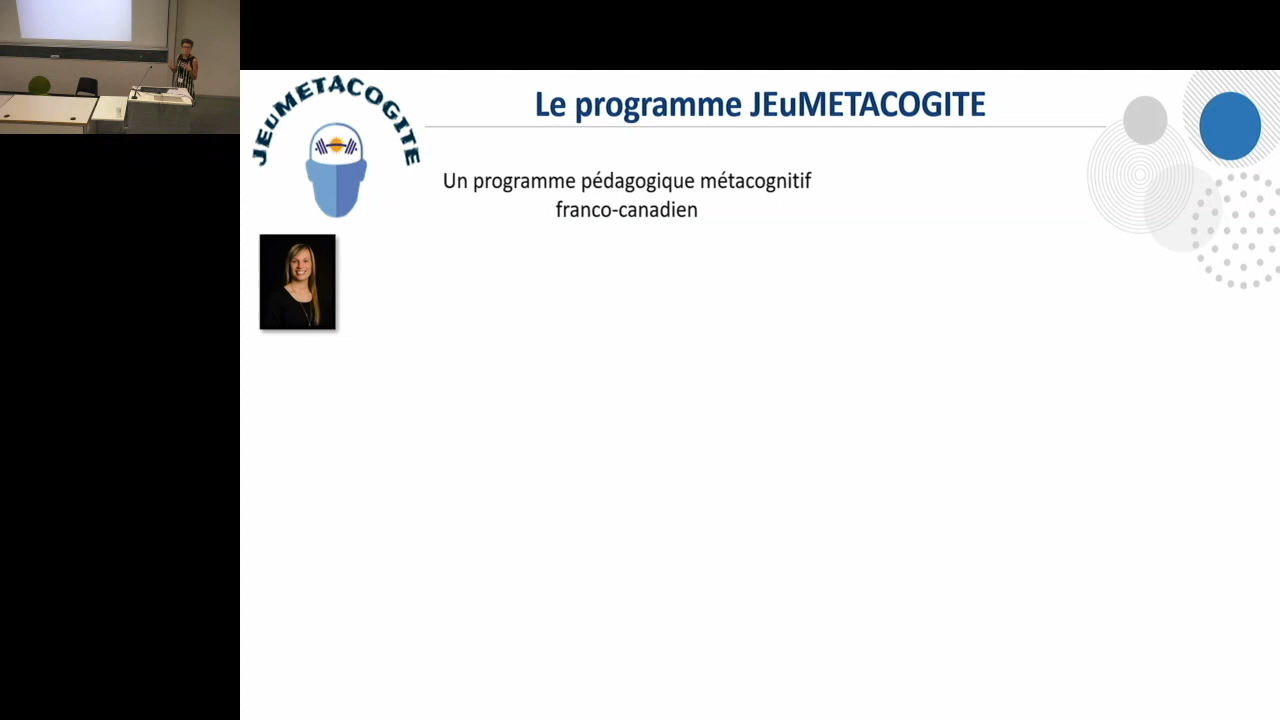 JEuMETACOGITE
Le programme JEuMETACOGITE
Un programme pédagogique métacognitif
franco-canadien